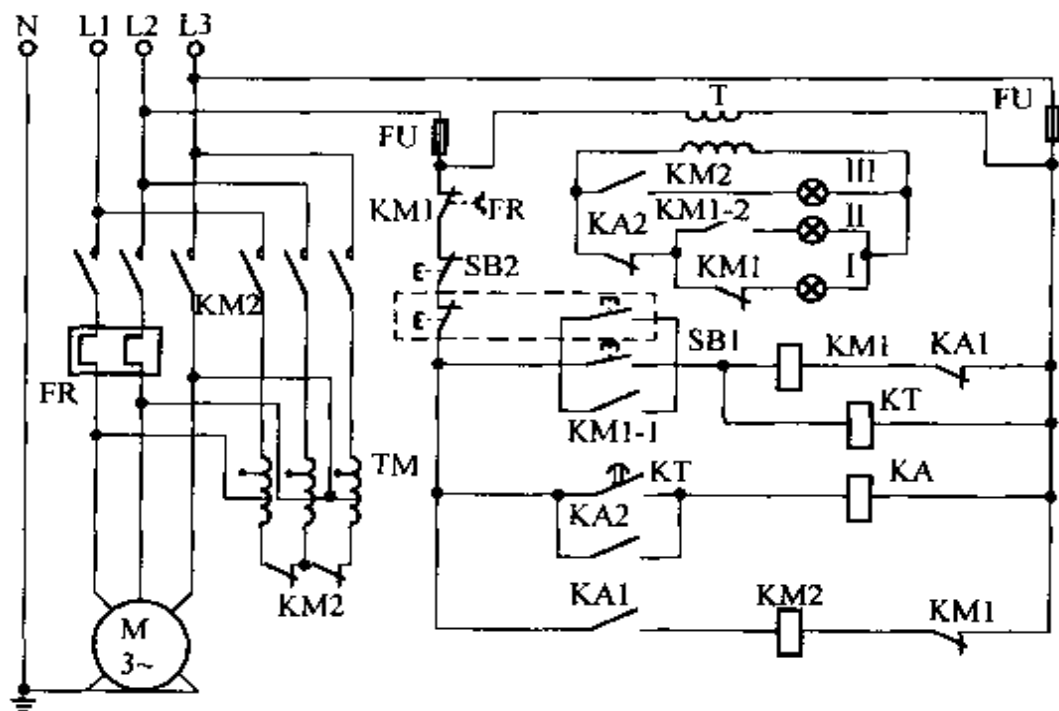 N L1 L2 L3
T
FU
FU
KM2 III
KM1 FR
KM1-2
KA2 II
SB2
KM1 I
KM2
SB1
KM1 KA1
FR
KT
KM1-1
TM
KT KA
KA2
KM2
KA1 KM2 KM1
M
3~